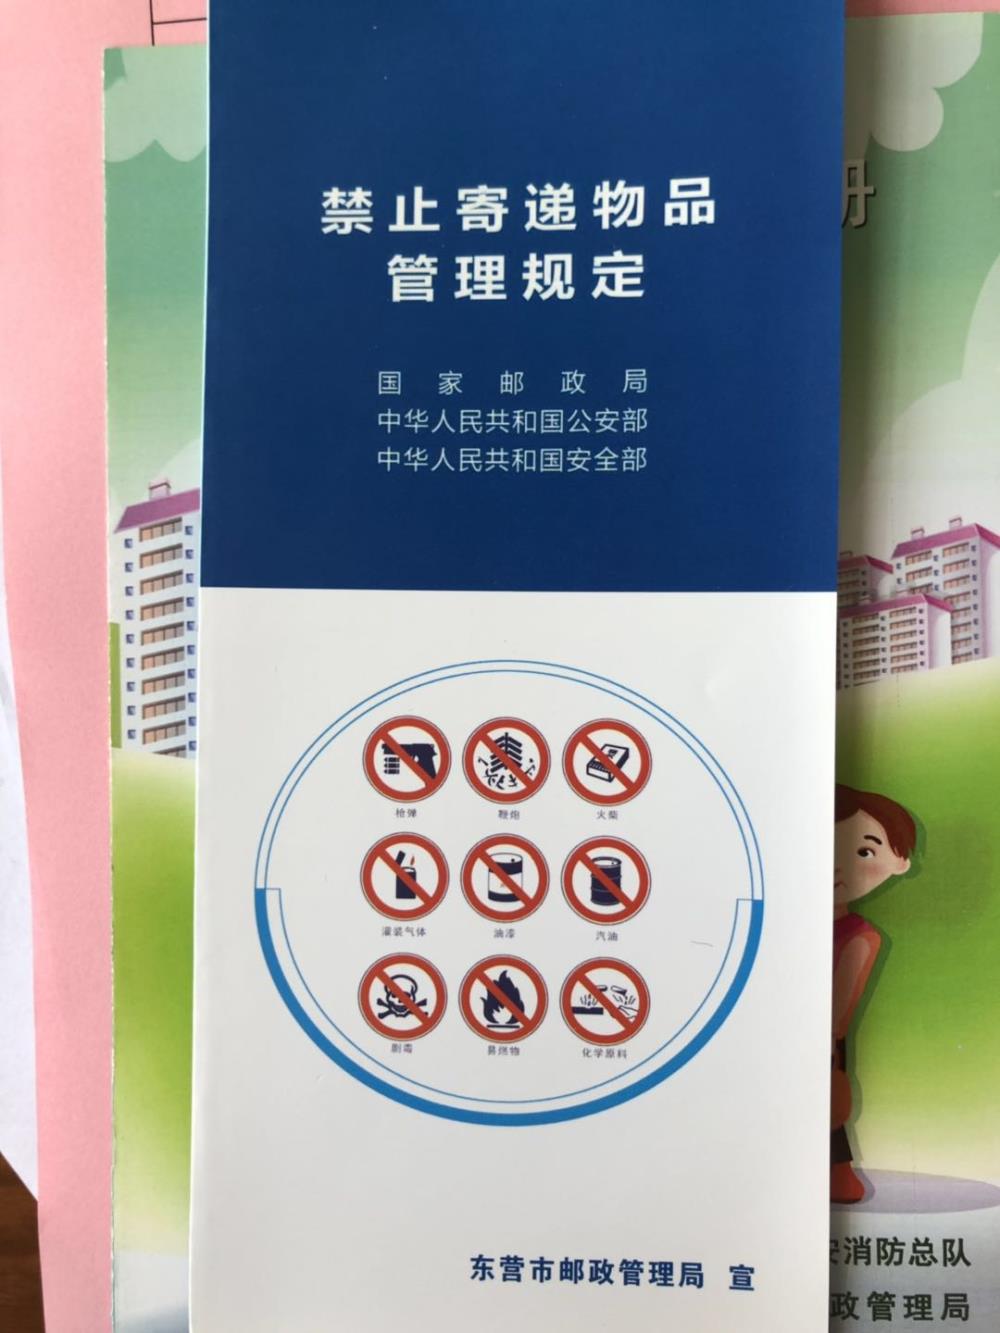 禁止寄递物品
管理规定
国家邮政局
中华人民共和国公安部
中华人民共和国安全部
枪弹 鞭炮 火柴
灌装气体 油漆 汽油
剧毒 易燃物 化学原料
东营市邮政管理局 宣
册
安消防总队
政管理局